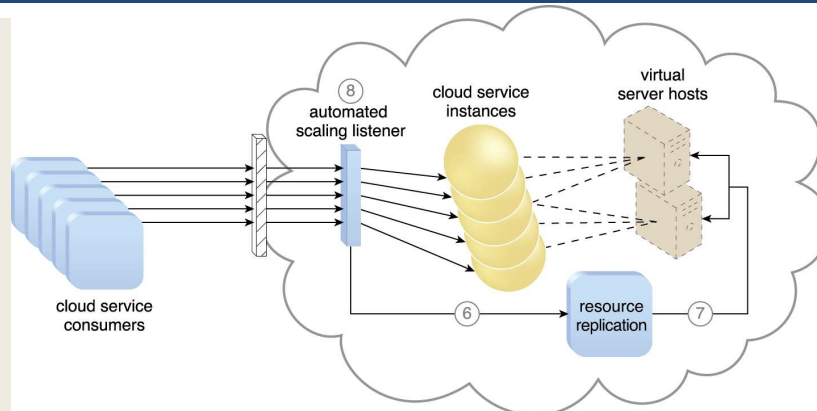 8
automated
scaling listener
cloud service
instances
virtual
server hosts
cloud service
consumers
6
resource
replication
7